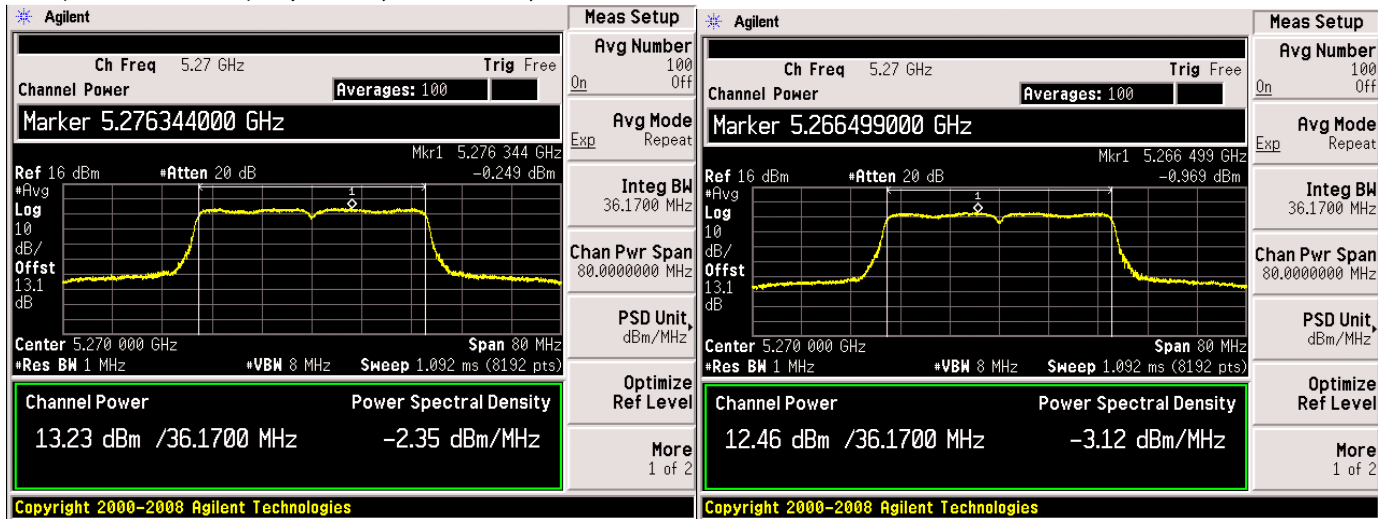 Agilent
Meas Setup
Ch Freq 5.27 GHz Trig Free
Channel Power Averages: 100
Marker 5.276344000 GHz
Mkr1 5.276 344 GHz
Ref 16 dBm #Atten 20 dB -0.249 dBm
#Avg
Log
10
dB/
Offst
13.1
dB
1
Center 5.270 000 GHz Span 80 MHz
#Res BW 1 MHz #VBW 8 MHz Sweep 1.092 ms (8192 pts)
Channel Power Power Spectral Density
13.23 dBm /36.1700 MHz -2.35 dBm/MHz
Avg Number
100
On Off
Avg Mode
Exp Repeat
Integ BW
36.1700 MHz
Chan Pwr Span
80.0000000 MHz
PSD Unit
dBm/MHz
Optimize
Ref Level
More
1 of 2
Copyright 2000-2008 Agilent Technologies
Agilent
Meas Setup
Ch Freq 5.27 GHz Trig Free
Channel Power Averages: 100
Marker 5.266499000 GHz
Mkr1 5.266 499 GHz
Ref 16 dBm #Atten 20 dB -0.969 dBm
#Avg
Log
10
dB/
Offst
13.1
dB
1
Center 5.270 000 GHz Span 80 MHz
#Res BW 1 MHz #VBW 8 MHz Sweep 1.092 ms (8192 pts)
Channel Power Power Spectral Density
12.46 dBm /36.1700 MHz -3.12 dBm/MHz
Avg Number
100
On Off
Avg Mode
Exp Repeat
Integ BW
36.1700 MHz
Chan Pwr Span
80.0000000 MHz
PSD Unit
dBm/MHz
Optimize
Ref Level
More
1 of 2
Copyright 2000-2008 Agilent Technologies